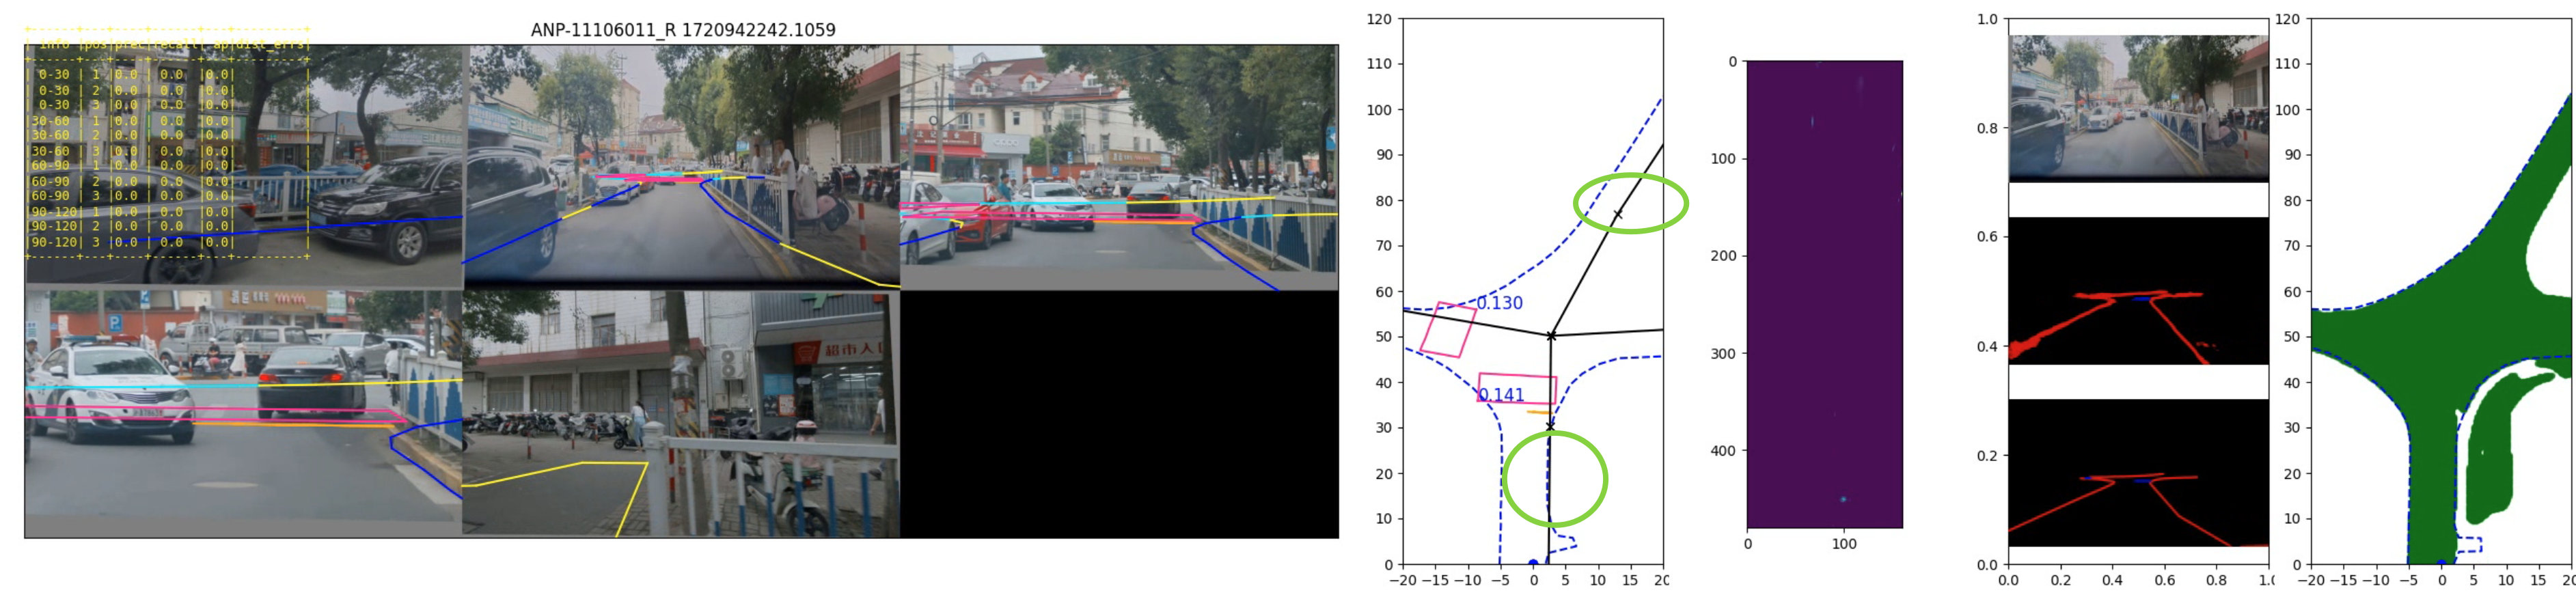 ANP-11106011_R 1720942242.1059
+------+---+----+------+---+---------+
| info |pos|prec|recall| ap|dist_errs|
+------+---+----+------+---+---------+
| 0-30 | 1 |0.0 | 0.0 |0.0| |
| 0-30 | 2 |0.0 | 0.0 |0.0| |
| 0-30 | 3 |0.0 | 0.0 |0.0| |
|30-60 | 1 |0.0 | 0.0 |0.0| |
|30-60 | 2 |0.0 | 0.0 |0.0| |
|30-60 | 3 |0.0 | 0.0 |0.0| |
|60-90 | 1 |0.0 | 0.0 |0.0| |
|60-90 | 2 |0.0 | 0.0 |0.0| |
|60-90 | 3 |0.0 | 0.0 |0.0| |
|90-120| 1 |0.0 | 0.0 |0.0| |
|90-120| 2 |0.0 | 0.0 |0.0| |
|90-120| 3 |0.0 | 0.0 |0.0| |
+------+---+----+------+---+---------+
P
超市入口
120
110
100
90
80
70
60
50
40
30
20
10
0
−20 −15 −10 −5 0 5 10 15 20
0.130
0.141
0
100
200
300
400
0 100
1.0
0.8
0.6
0.4
0.2
0.0
0.0 0.2 0.4 0.6 0.8 1.0
120
110
100
90
80
70
60
50
40
30
20
10
0
−20 −15 −10 −5 0 5 10 15 20